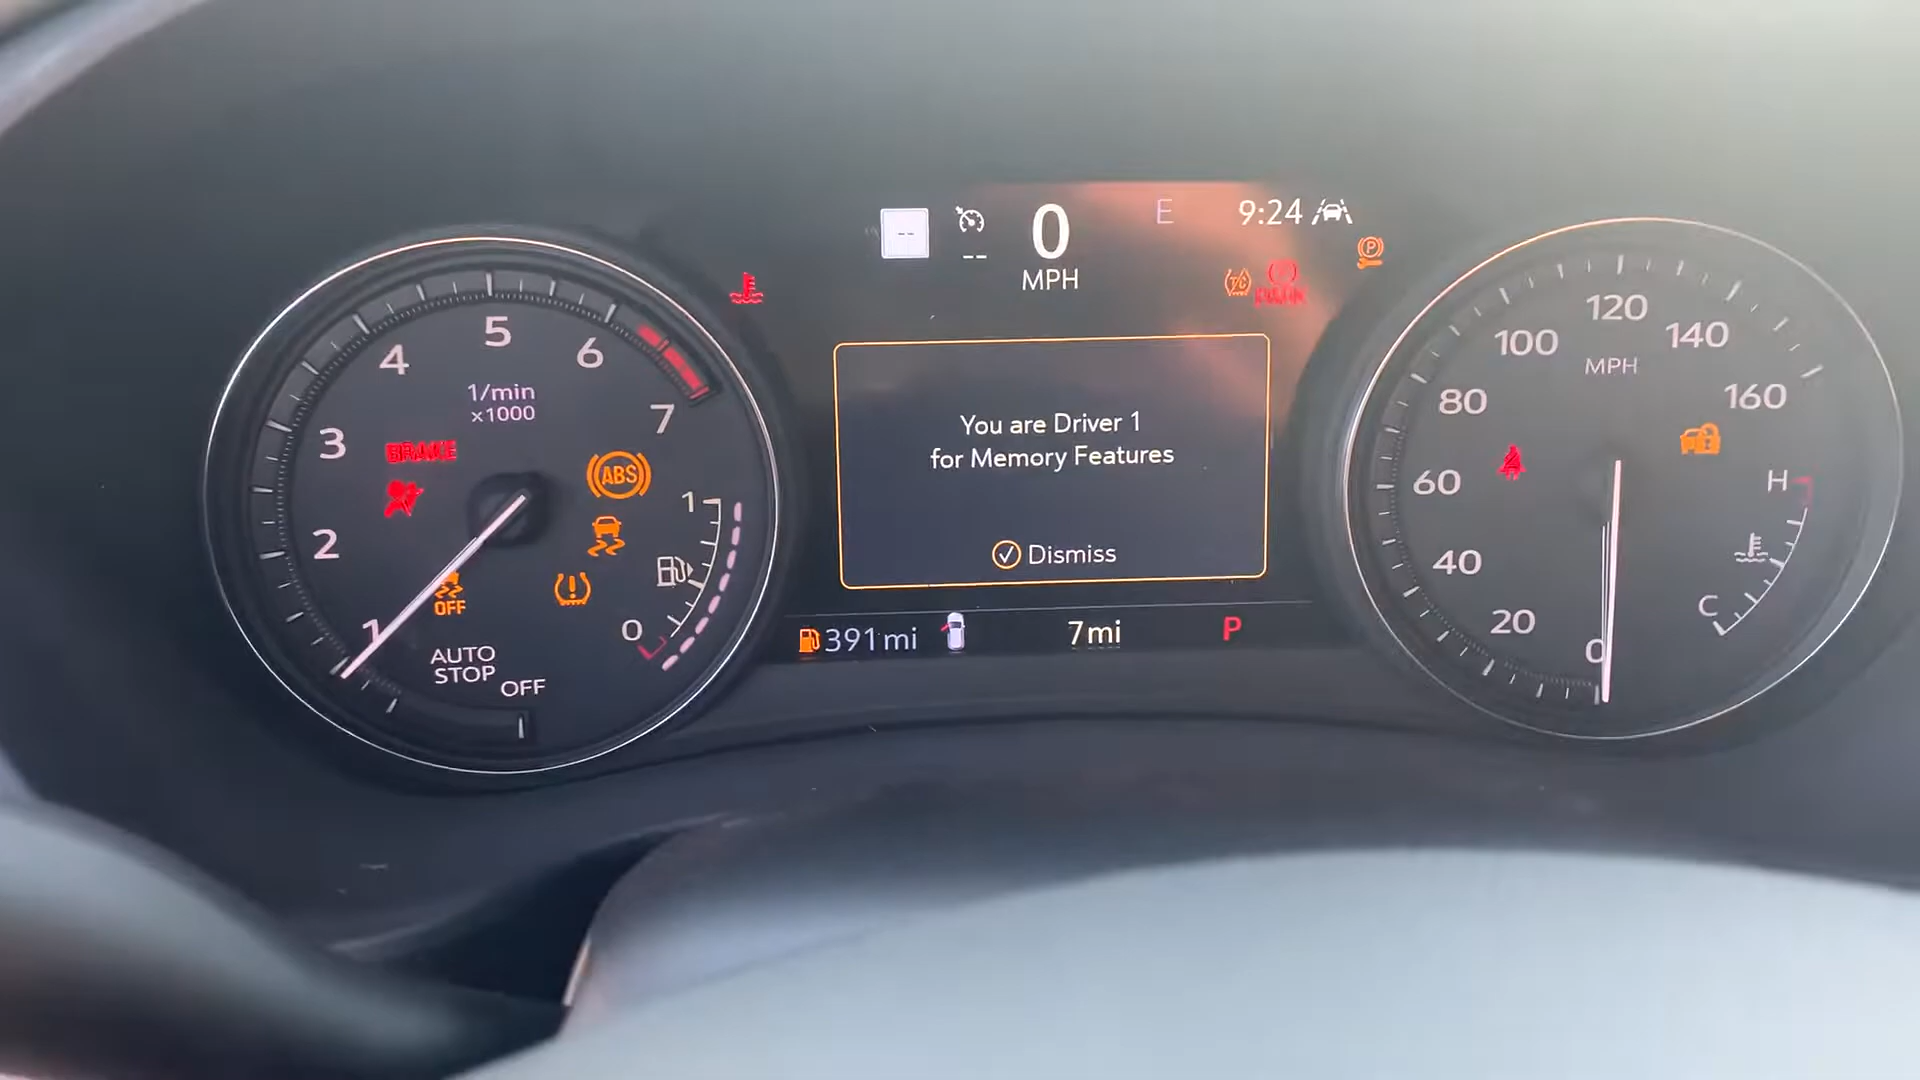 --
--
0
MPH
E
9:24
P
T/C
PARK
1/min
x1000
1
2
3
4
5
6
7
BRAKE
ABS
OFF
AUTO
STOP
OFF
1
0
You are Driver 1
for Memory Features
Dismiss
391 mi
7mi
P
0
20
40
60
80
100
120
140
160
MPH
H
C